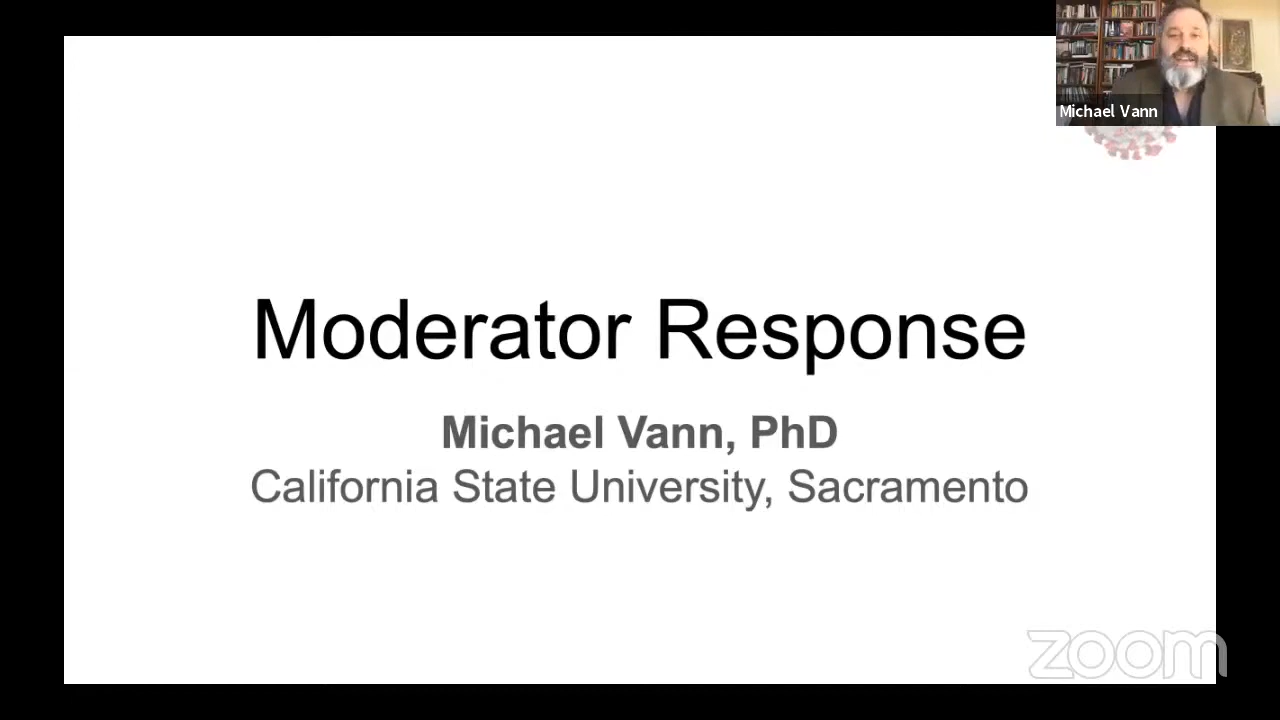 Michael Vann
Moderator Response
Michael Vann, PhD
California State University, Sacramento
zoom